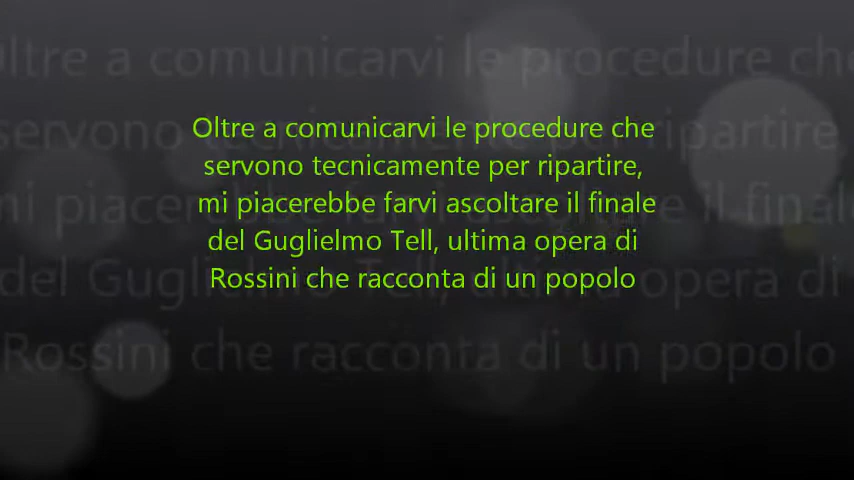 Oltre a comunicarvi le procedure che
servono tecnicamente per ripartire,
mi piacerebbe farvi ascoltare il finale
del Guglielmo Tell, ultima opera di
Rossini che racconta di un popolo